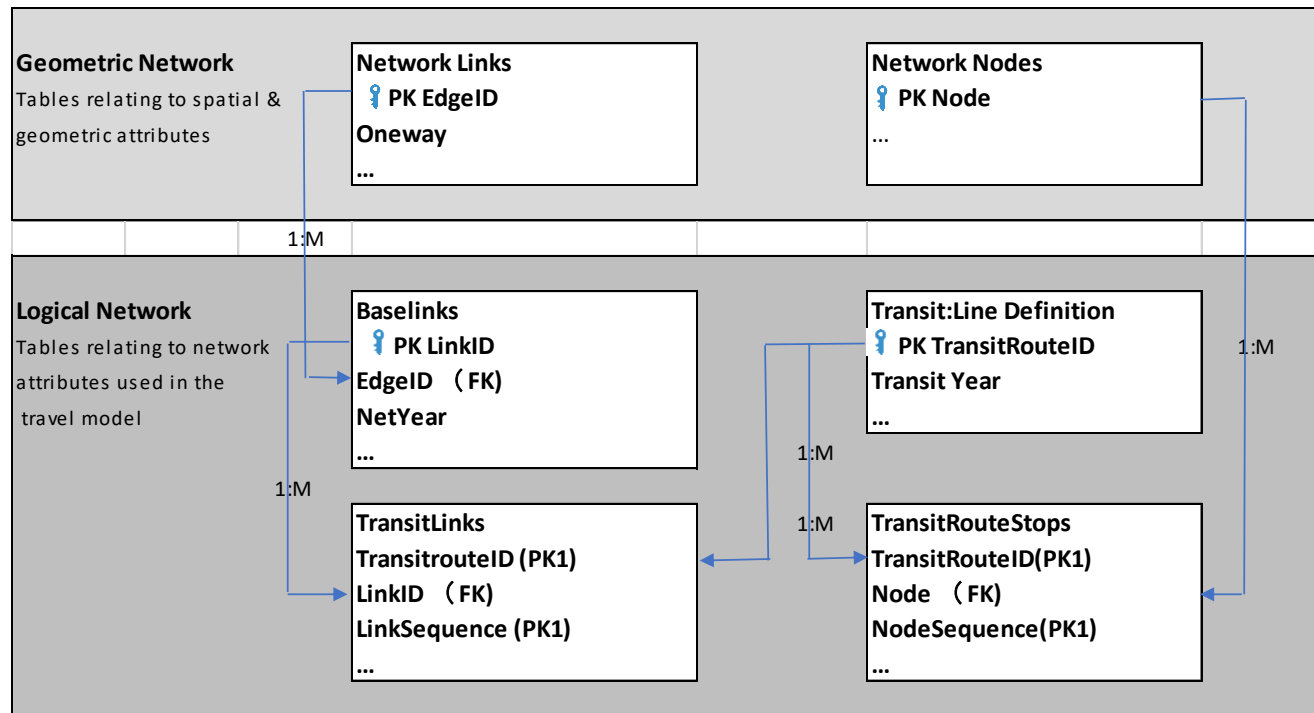 Geometric Network
Tables relating to spatial &
geometric attributes
Network Links
PK EdgeID
Oneway
...
Network Nodes
PK Node
...
1:M
Logical Network
Tables relating to network
attributes used in the
travel model
Baselinks
PK LinkID
EdgeID （FK)
NetYear
...
Transit:Line Definition
PK TransitRouteID
Transit Year
...
1:M
1:M
1:M
1:M
TransitLinks
TransitrouteID (PK1)
LinkID （FK)
LinkSequence (PK1)
...
TransitRouteStops
TransitRouteID(PK1)
Node （FK)
NodeSequence(PK1)
...